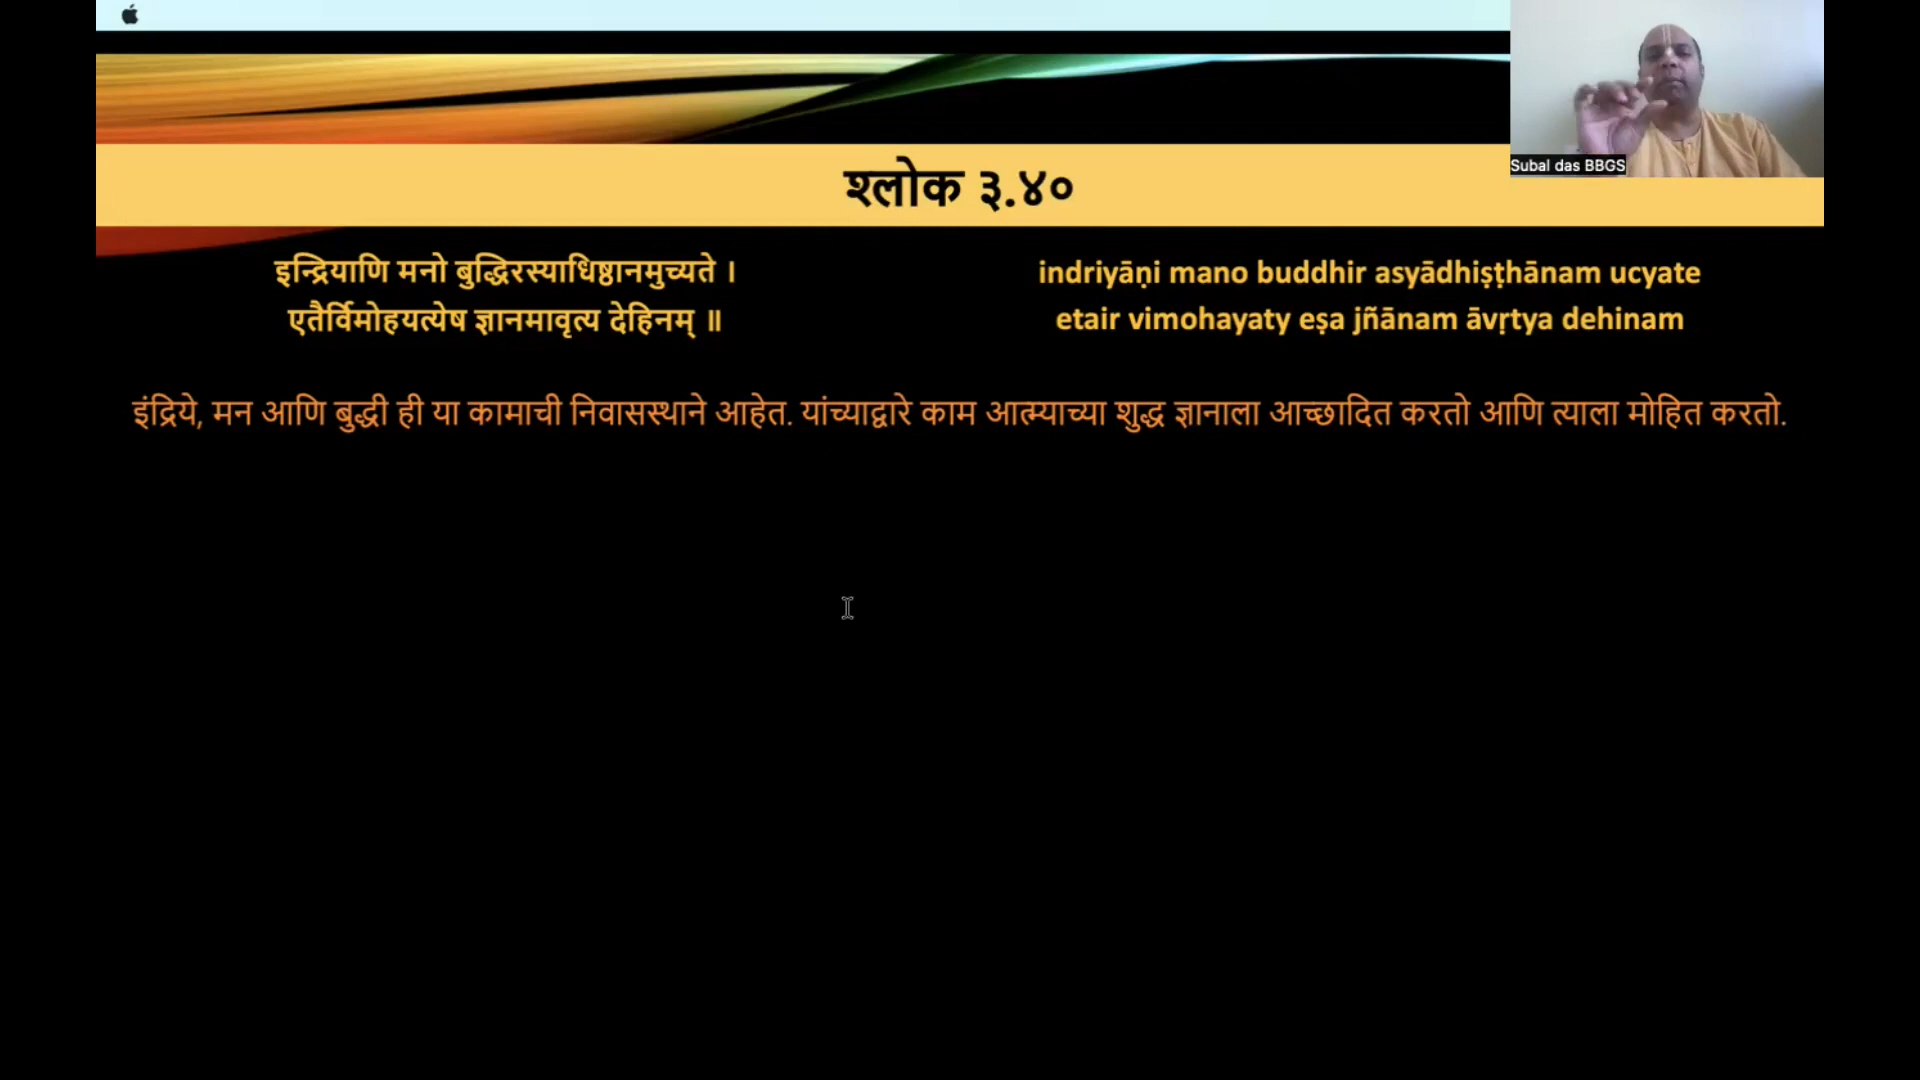 श्लोक ३.४०
Subal das BBGS
इन्द्रियाणि मनो बुद्धिरस्याधिष्ठानमुच्यते ।
एतैर्विमोहयत्येष ज्ञानमावृत्य देहिनम् ॥
indriyāṇi mano buddhir asyādhiṣṭhānam ucyate
etair vimohayaty eṣa jñānam āvṛtya dehinam
इंद्रिये, मन आणि बुद्धी ही या कामाची निवासस्थाने आहेत. यांच्याद्वारे काम आत्म्याच्या शुद्ध ज्ञानाला आच्छादित करतो आणि त्याला मोहित करतो.